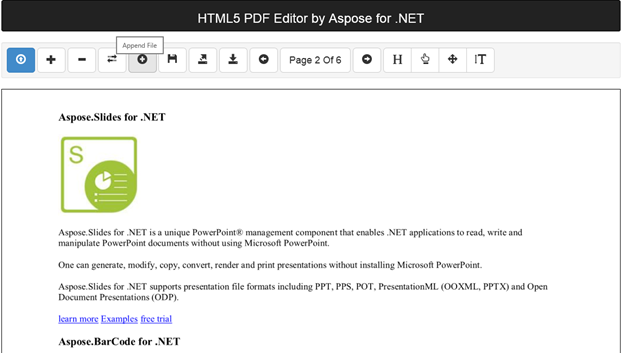 HTML5 PDF Editor by Aspose for .NET
Append File
Page 2 Of 6
H
T
Aspose.Slides for .NET
S
Aspose.Slides for .NET is a unique PowerPoint® management component that enables .NET applications to read, write and
manipulate PowerPoint documents without using Microsoft PowerPoint.
One can generate, modify, copy, convert, render and print presentations without installing Microsoft PowerPoint.
Aspose.Slides for .NET supports presentation file formats including PPT, PPS, POT, PresentationML (OOXML, PPTX) and Open
Document Presentations (ODP).
learn more Examples free trial
Aspose.BarCode for .NET